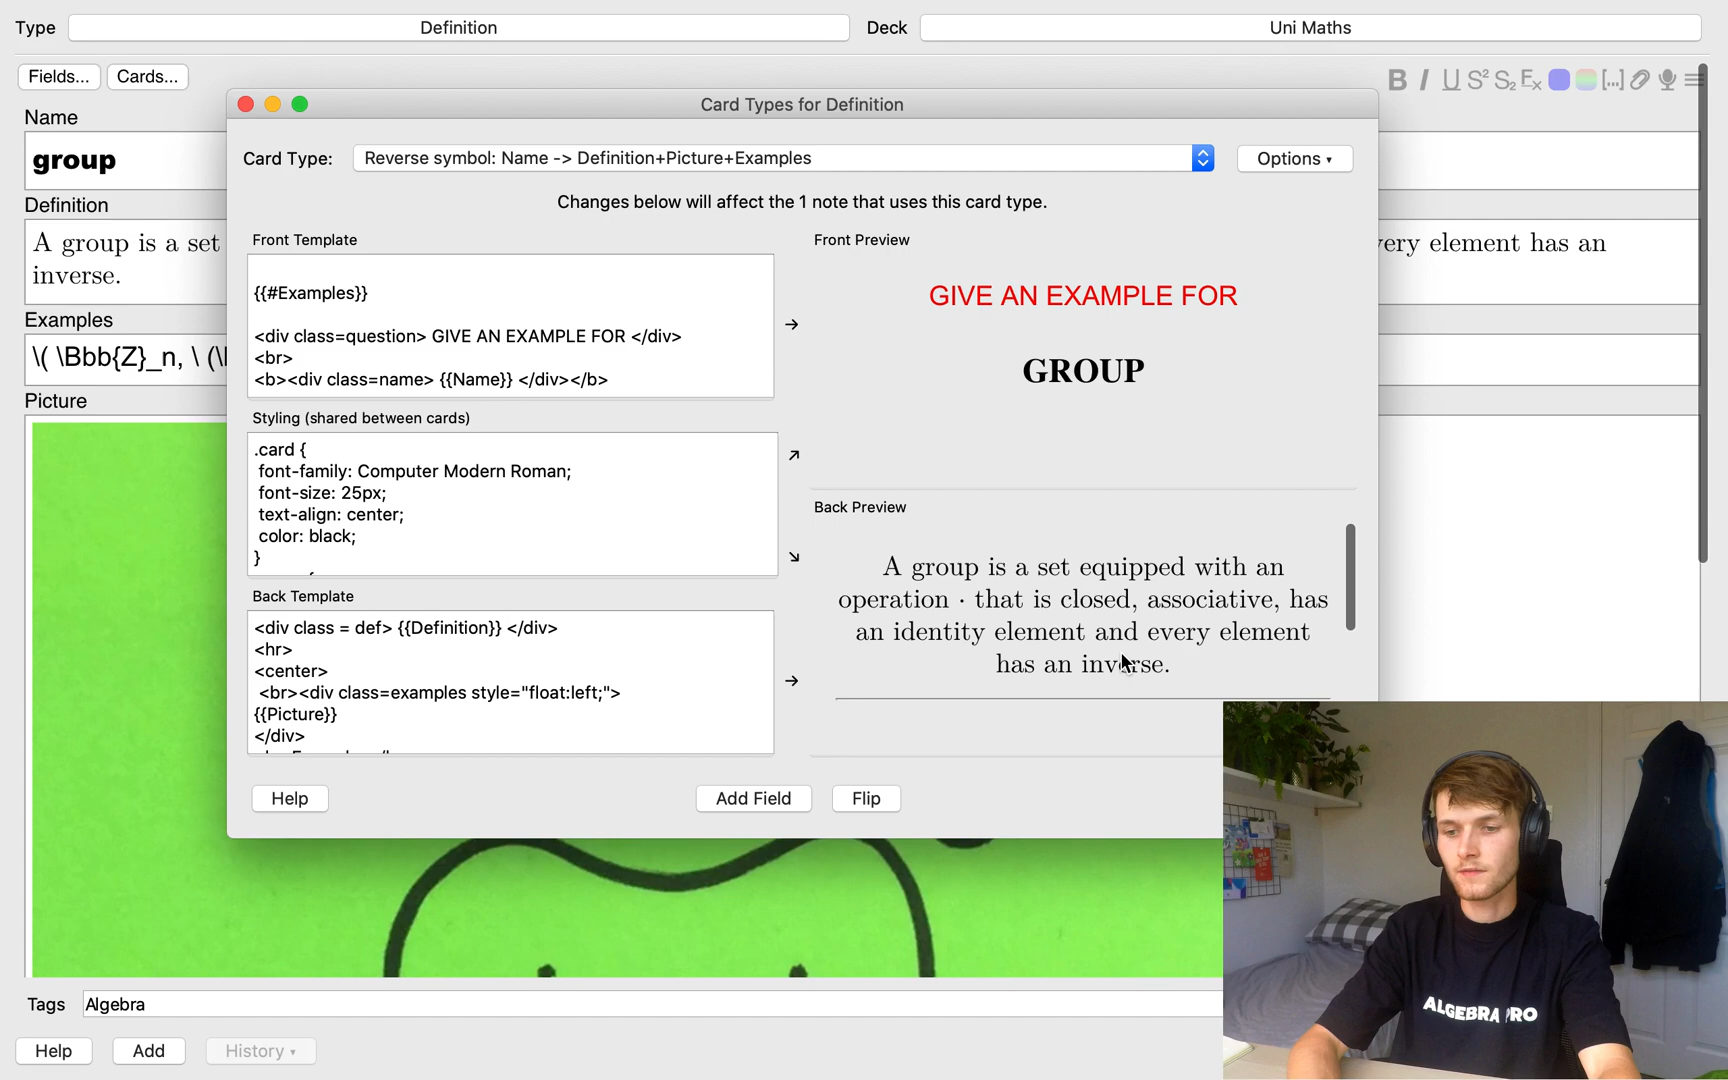 Type
Definition
Deck
Uni Maths
Fields...
Cards...
B I U S² S₂ Eₓ [...]
Name
group
Definition
A group is a set
very element has an
inverse.
Examples
\( \Bbb{Z}_n, \ (\
Picture
Card Types for Definition
Card Type:
Reverse symbol: Name -> Definition+Picture+Examples
Options
Changes below will affect the 1 note that uses this card type.
Front Template
{{#Examples}}
<div class=question> GIVE AN EXAMPLE FOR </div>
<br>
<b><div class=name> {{Name}} </div></b>
Styling (shared between cards)
.card {
font-family: Computer Modern Roman;
font-size: 25px;
text-align: center;
color: black;
}
Back Template
<div class = def> {{Definition}} </div>
<hr>
<center>
<br><div class=examples style="float:left;">
{{Picture}}
</div>
Front Preview
GIVE AN EXAMPLE FOR
GROUP
Back Preview
A group is a set equipped with an
operation · that is closed, associative, has
an identity element and every element
has an inverse.
Help
Add Field
Flip
Tags
Algebra
Help
Add
History
ALGEBRA PRO